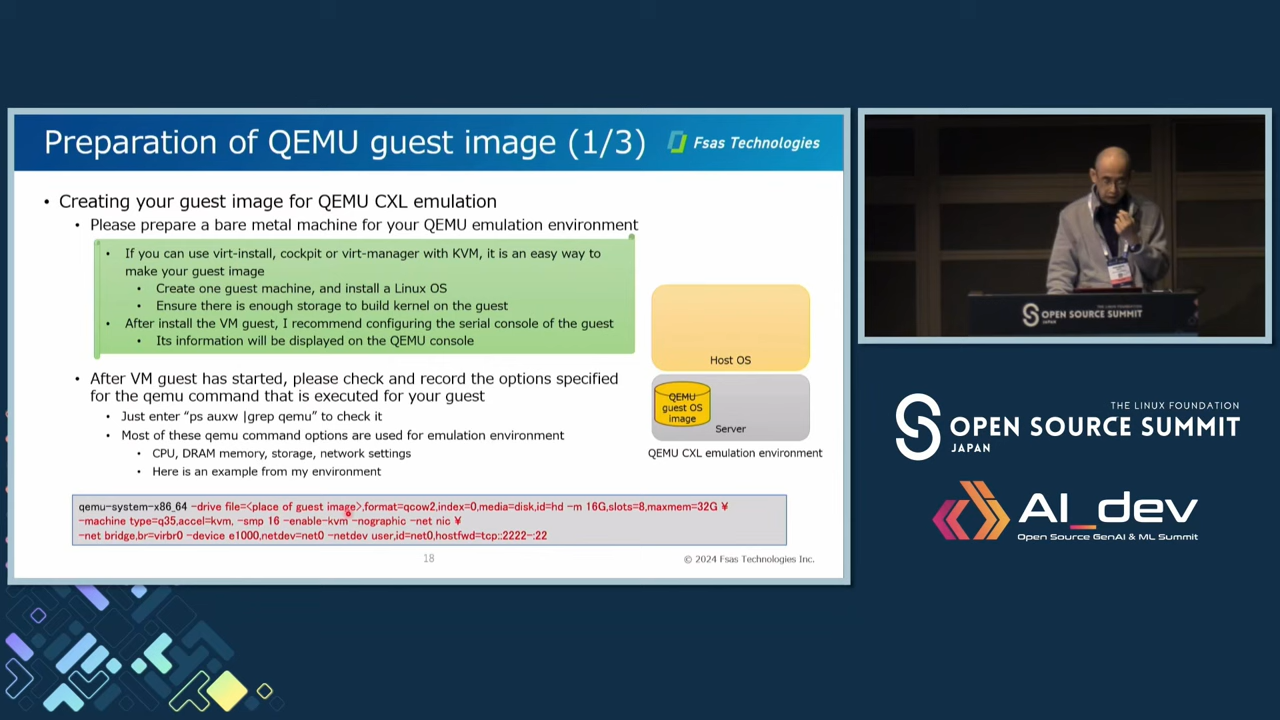 Preparation of QEMU guest image (1/3)
Fsas Technologies
• Creating your guest image for QEMU CXL emulation
• Please prepare a bare metal machine for your QEMU emulation environment
• If you can use virt-install, cockpit or virt-manager with KVM, it is an easy way to
make your guest image
• Create one guest machine, and install a Linux OS
• Ensure there is enough storage to build kernel on the guest
• After install the VM guest, I recommend configuring the serial console of the guest
• Its information will be displayed on the QEMU console
• After VM guest has started, please check and record the options specified
for the qemu command that is executed for your guest
• Just enter “ps auxw |grep qemu” to check it
• Most of these qemu command options are used for emulation environment
• CPU, DRAM memory, storage, network settings
• Here is an example from my environment
Host OS
QEMU
guest OS
image
Server
QEMU CXL emulation environment
qemu-system-x86_64 -drive file=<place of guest image>,format=qcow2,index=0,media=disk,id=hd -m 16G,slots=8,maxmem=32G ¥
-machine type=q35,accel=kvm, -smp 16 -enable-kvm -nographic -net nic ¥
-net bridge,br=virbr0 -device e1000,netdev=net0 -netdev user,id=net0,hostfwd=tcp::2222-:22
18
© 2024 Fsas Technologies Inc.
THE LINUX FOUNDATION
OPEN SOURCE SUMMIT
JAPAN
THE LINUX FOUNDATION
OPEN SOURCE SUMMIT
JAPAN
AI_dev
Open Source GenAI & ML Summit